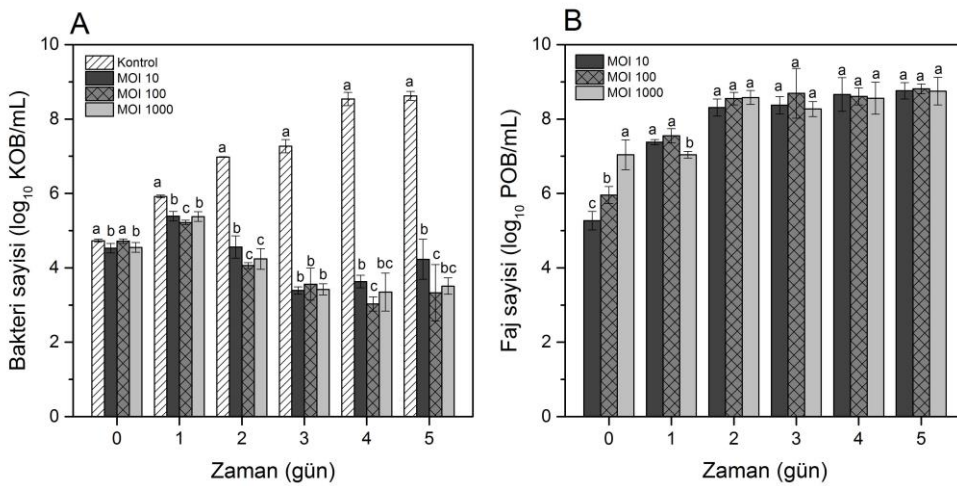 A
Bakteri sayisi (log₁₀ KOB/mL)
10
8
6
4
2
0
Kontrol
MOI 10
MOI 100
MOI 1000
a b a b
a b c b
a b c c
a b b b
a b c bc
a b c bc
0 1 2 3 4 5
Zaman (gün)
B
Faj sayisi (log₁₀ POB/mL)
10
8
6
4
2
0
MOI 10
MOI 100
MOI 1000
c b a
a a b
a a a
a a a
a a a
a a a
0 1 2 3 4 5
Zaman (gün)